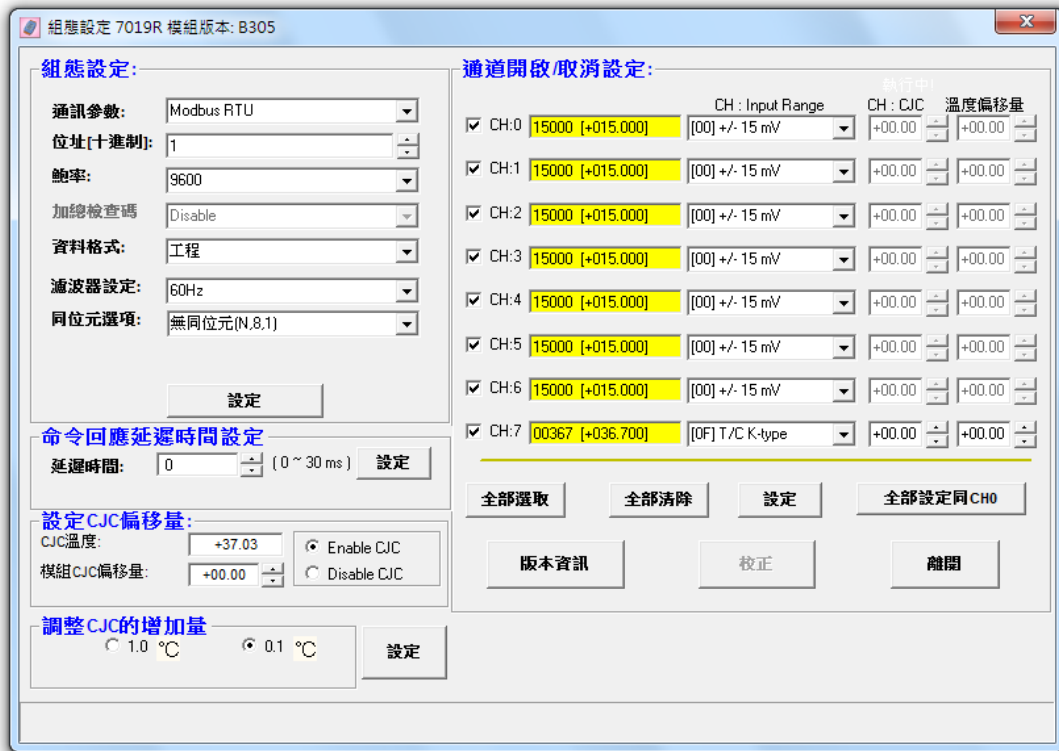 組態設定 7019R 模組版本: B305
組態設定:
通訊參數: Modbus RTU
位址[十進制]: 1
鮑率: 9600
加總檢查碼 Disable
資料格式: 工程
濾波器設定: 60Hz
同位元選項: 無同位元(N,8,1)
設定
命令回應延遲時間設定
延遲時間: 0 ( 0 ~ 30 ms ) 設定
設定CJC偏移量:
CJC溫度: +37.03
模組CJC偏移量: +00.00
Enable CJC
Disable CJC
調整CJC的增加量
1.0 °C 0.1 °C
設定
通道開啟/取消設定:
執行中!
CH : Input Range CH : CJC 溫度偏移量
CH:0 15000 [+015.000] [00] +/- 15 mV +00.00 +00.00
CH:1 15000 [+015.000] [00] +/- 15 mV +00.00 +00.00
CH:2 15000 [+015.000] [00] +/- 15 mV +00.00 +00.00
CH:3 15000 [+015.000] [00] +/- 15 mV +00.00 +00.00
CH:4 15000 [+015.000] [00] +/- 15 mV +00.00 +00.00
CH:5 15000 [+015.000] [00] +/- 15 mV +00.00 +00.00
CH:6 15000 [+015.000] [00] +/- 15 mV +00.00 +00.00
CH:7 00367 [+036.700] [0F] T/C K-type +00.00 +00.00
全部選取 全部清除 設定 全部設定同CH0
版本資訊 校正 離開